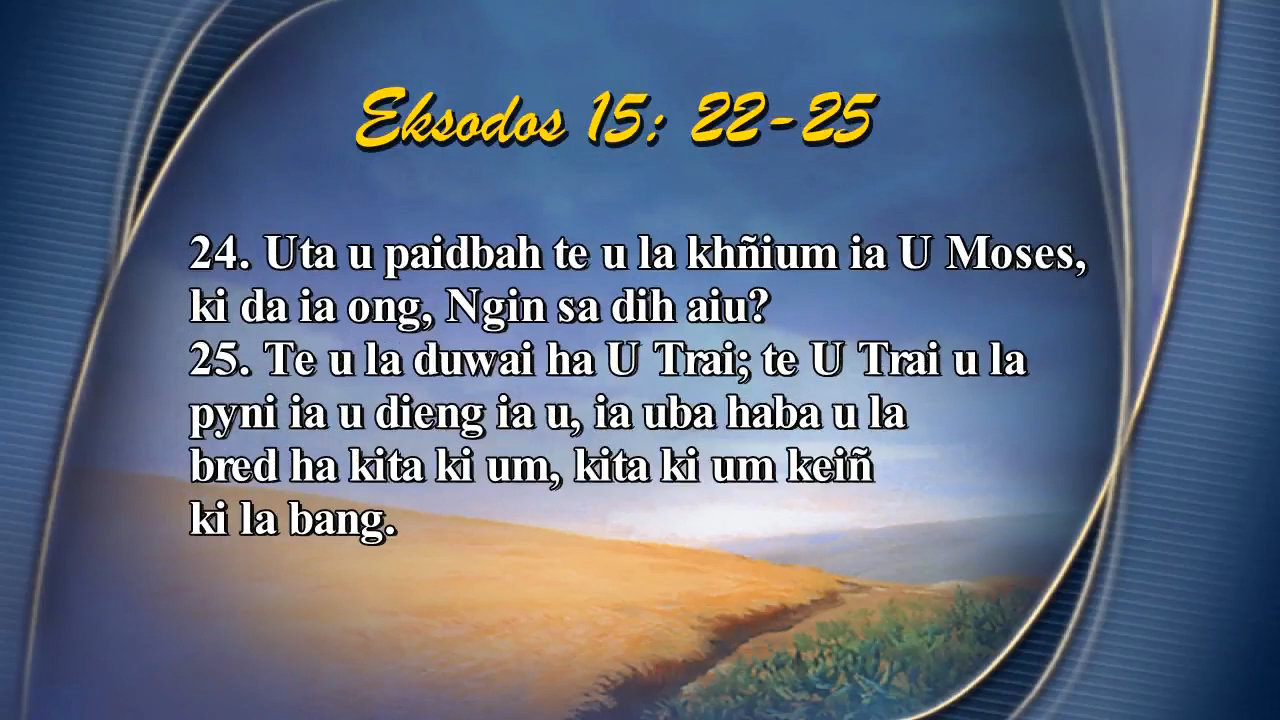 Eksodos 15: 22-25
24. Uta u paidbah te u la khñium ia U Moses,
ki da ia ong, Ngin sa dih aiu?
25. Te u la duwai ha U Trai; te U Trai u la
pyni ia u dieng ia u, ia uba haba u la
bred ha kita ki um, kita ki um keiñ
ki la bang.